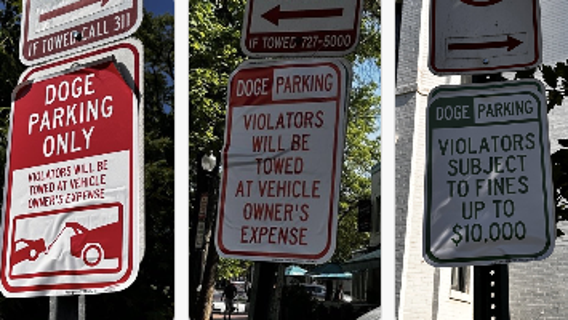 IF TOWED CALL 311
DOGE
PARKING
ONLY
VIOLATORS WILL BE
TOWED AT VEHICLE
OWNER'S EXPENSE
IF TOWED 727-5000
DOGE PARKING
VIOLATORS
WILL BE
TOWED
AT VEHICLE
OWNER'S
EXPENSE
DOGE PARKING
VIOLATORS
SUBJECT
TO FINES
UP TO
$10,000